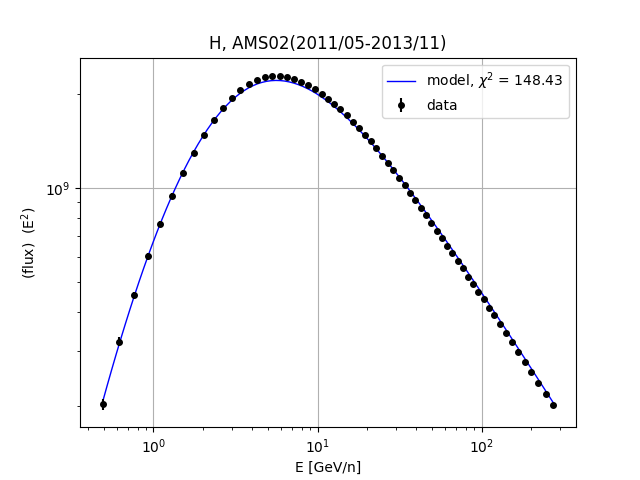 H, AMS02(2011/05-2013/11)
model, χ² = 148.43
data
10⁹
(flux) (E²)
10⁰ 10¹ 10²
E [GeV/n]